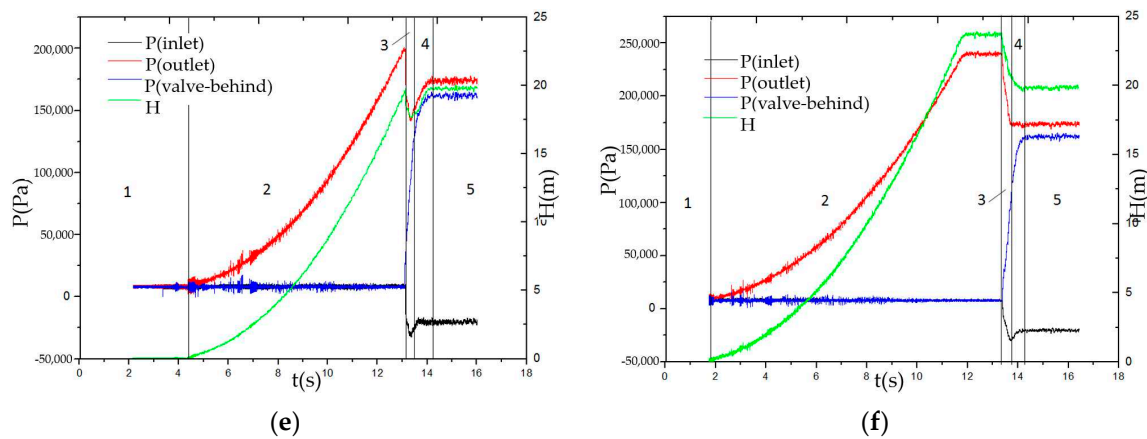 P(Pa)
200,000
150,000
100,000
50,000
0
-50,000
P(inlet)
P(outlet)
P(valve-behind)
H
1
2
3
4
5
25
20
15
10
5
0
H(m)
0 2 4 6 8 10 12 14 16 18
t(s)
(e)
P(Pa)
250,000
200,000
150,000
100,000
50,000
0
-50,000
P(inlet)
P(outlet)
P(valve-behind)
H
1
2
3
4
5
25
20
15
10
5
0
H(m)
0 2 4 6 8 10 12 14 16 18
t(s)
(f)